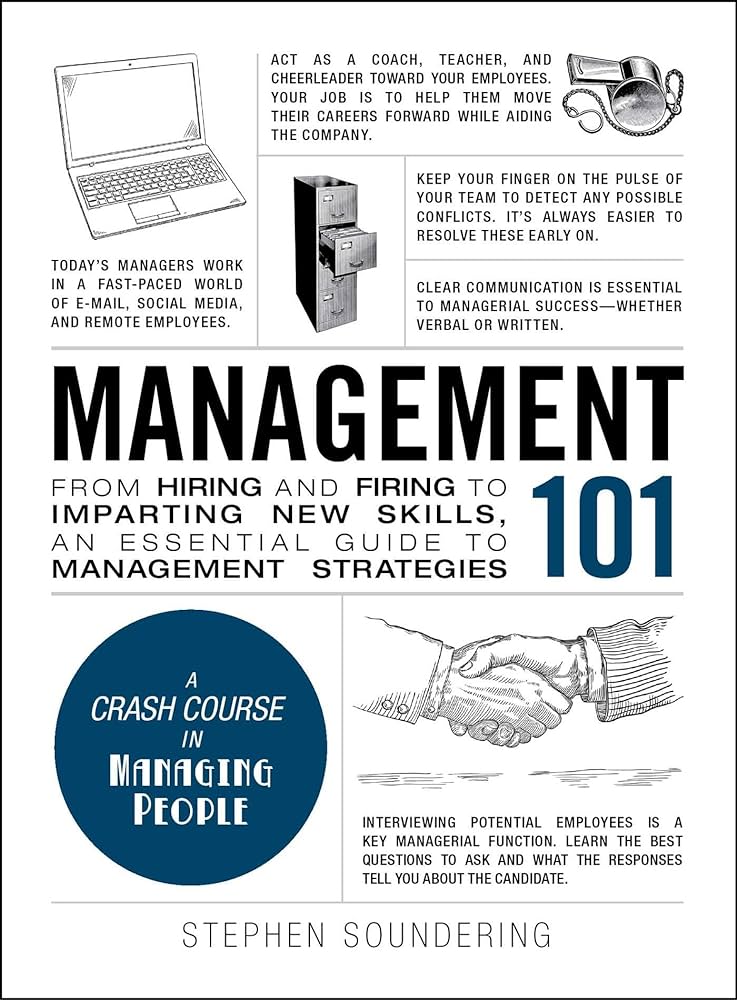 ACT AS A COACH, TEACHER, AND
CHEERLEADER TOWARD YOUR EMPLOYEES.
YOUR JOB IS TO HELP THEM MOVE
THEIR CAREERS FORWARD WHILE AIDING
THE COMPANY.
KEEP YOUR FINGER ON THE PULSE OF
YOUR TEAM TO DETECT ANY POSSIBLE
CONFLICTS. IT'S ALWAYS EASIER TO
RESOLVE THESE EARLY ON.
TODAY'S MANAGERS WORK
IN A FAST-PACED WORLD
OF E-MAIL, SOCIAL MEDIA,
AND REMOTE EMPLOYEES.
CLEAR COMMUNICATION IS ESSENTIAL
TO MANAGERIAL SUCCESS—WHETHER
VERBAL OR WRITTEN.
MANAGEMENT
101
FROM HIRING AND FIRING TO
IMPARTING NEW SKILLS,
AN ESSENTIAL GUIDE TO
MANAGEMENT STRATEGIES
A
CRASH COURSE
IN
MANAGING
PEOPLE
INTERVIEWING POTENTIAL EMPLOYEES IS A
KEY MANAGERIAL FUNCTION. LEARN THE BEST
QUESTIONS TO ASK AND WHAT THE RESPONSES
TELL YOU ABOUT THE CANDIDATE.
STEPHEN SOUNDERING